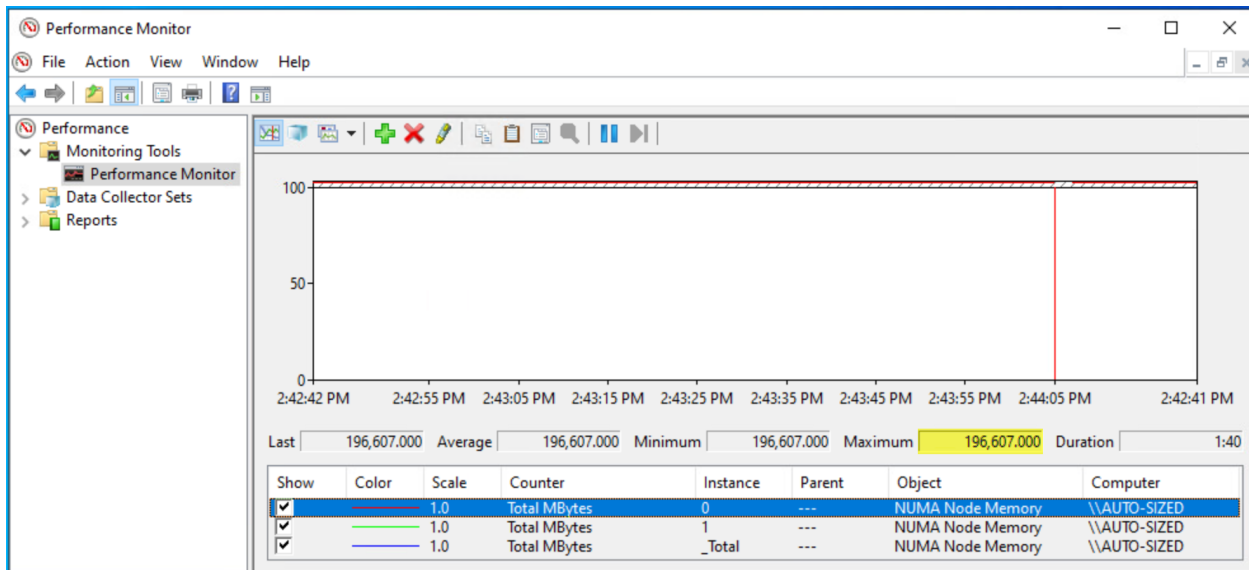 Performance Monitor
File Action View Window Help
Performance
Monitoring Tools
Performance Monitor
Data Collector Sets
Reports
100
50
0
2:42:42 PM 2:42:55 PM 2:43:05 PM 2:43:15 PM 2:43:25 PM 2:43:35 PM 2:43:45 PM 2:43:55 PM 2:44:05 PM 2:42:41 PM
Last 196,607.000 Average 196,607.000 Minimum 196,607.000 Maximum 196,607.000 Duration 1:40
Show Color Scale Counter Instance Parent Object Computer
1.0 Total MBytes 0 --- NUMA Node Memory \\AUTO-SIZED
1.0 Total MBytes 1 --- NUMA Node Memory \\AUTO-SIZED
1.0 Total MBytes _Total --- NUMA Node Memory \\AUTO-SIZED